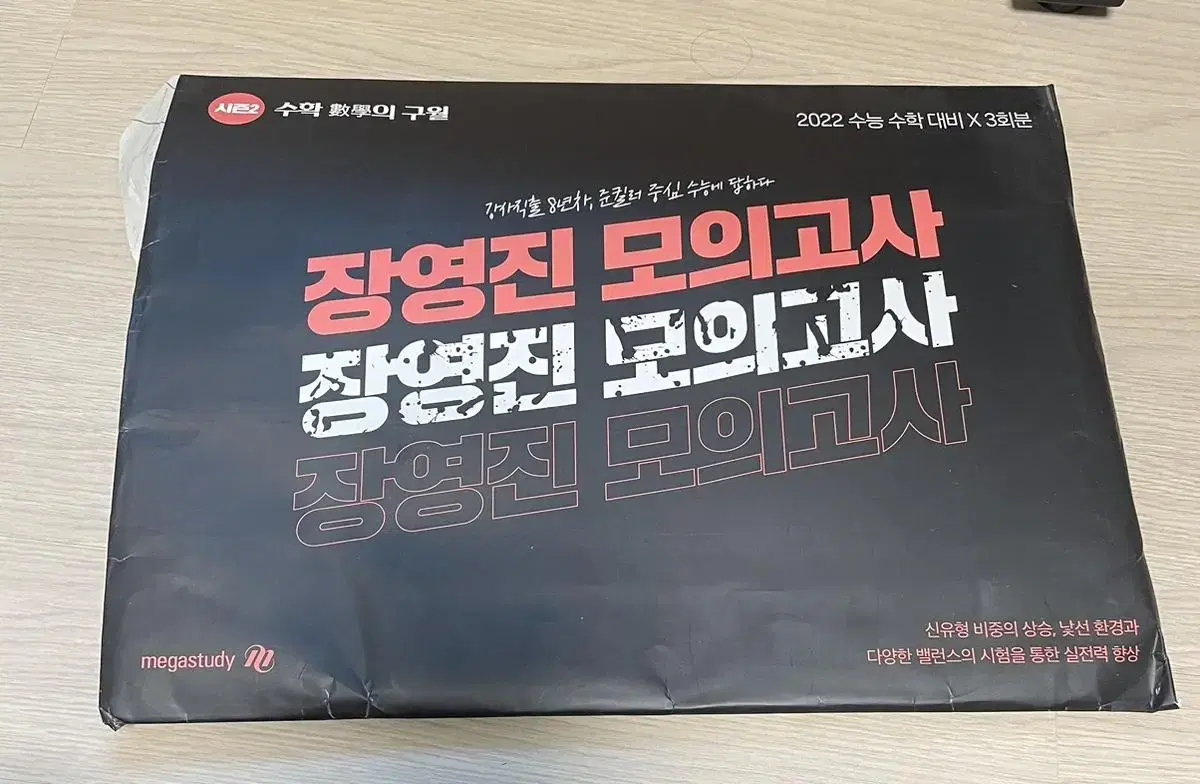 시즌2 수학 數學의 구월
2022 수능 수학 대비 X 3회분
강사직출 8년차, 준킬러 중심 수능에 답하다
장영진 모의고사
장영진 모의고사
장영진 모의고사
신유형 비중의 상승, 낯선 환경과
다양한 밸런스의 시험을 통한 실전력 향상
megastudy m